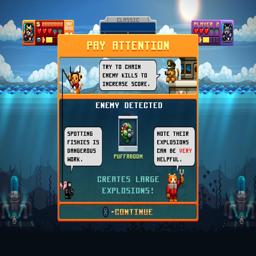 CLASSIC
PLAYER 2
PAY ATTENTION
TRY TO CHAIN
ENEMY KILLS TO
INCREASE SCORE.
ENEMY DETECTED
SPOTTING
FISHIES IS
DANGEROUS
WORK.
PUFFABOOM
NOTE THEIR
EXPLOSIONS
CAN BE VERY
HELPFUL.
CREATES LARGE
EXPLOSIONS!
-CONTINUE